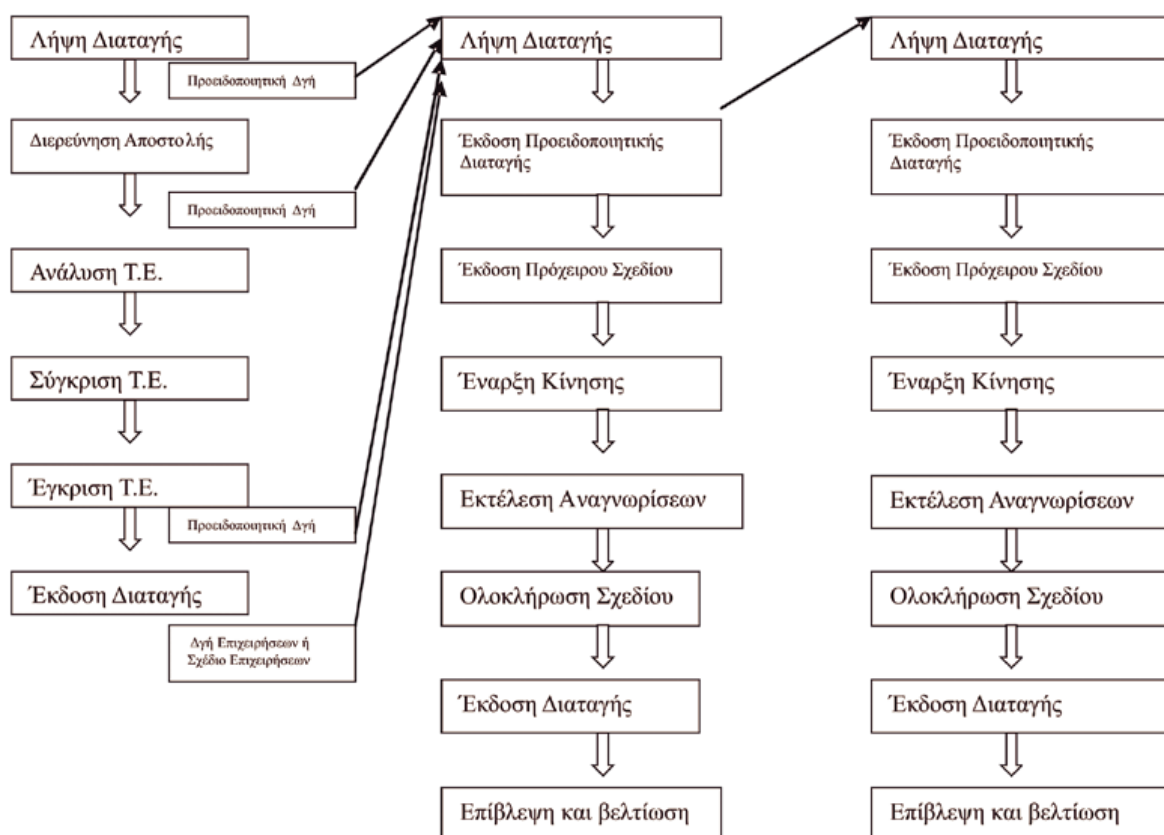 Λήψη Διαταγής
Προειδοποιητική Δγή
Διερεύνηση Αποστολής
Προειδοποιητική Δγή
Ανάλυση Τ.Ε.
Σύγκριση Τ.Ε.
Έγκριση Τ.Ε.
Προειδοποιητική Δγή
Έκδοση Διαταγής
Δγή Επιχειρήσεων ή
Σχέδιο Επιχειρήσεων
Λήψη Διαταγής
Έκδοση Προειδοποιητικής
Διαταγής
Έκδοση Πρόχειρου Σχεδίου
Έναρξη Κίνησης
Εκτέλεση Αναγνωρίσεων
Ολοκλήρωση Σχεδίου
Έκδοση Διαταγής
Επίβλεψη και βελτίωση
Λήψη Διαταγής
Έκδοση Προειδοποιητικής
Διαταγής
Έκδοση Πρόχειρου Σχεδίου
Έναρξη Κίνησης
Εκτέλεση Αναγνωρίσεων
Ολοκλήρωση Σχεδίου
Έκδοση Διαταγής
Επίβλεψη και βελτίωση